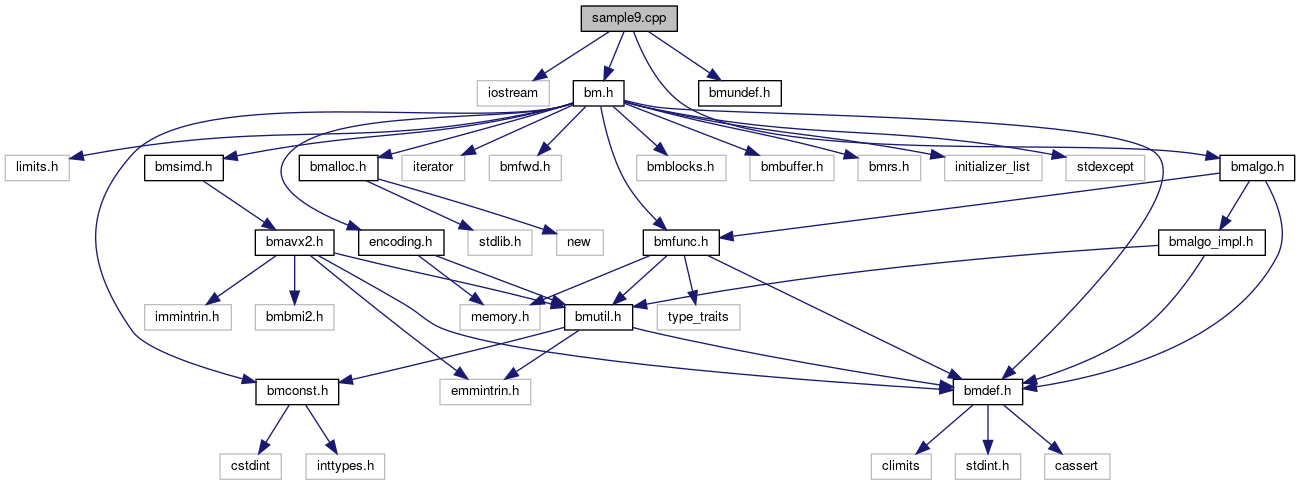 sample9.cpp
iostream
bm.h
bmundef.h
limits.h
bmsimd.h
bmalloc.h
iterator
bmfwd.h
bmblocks.h
bmbuffer.h
bmrs.h
initializer_list
stdexcept
bmalgo.h
bmavx2.h
encoding.h
stdlib.h
new
bmfunc.h
bmalgo_impl.h
immintrin.h
bmbmi2.h
memory.h
bmutil.h
type_traits
bmconst.h
emmintrin.h
bmdef.h
cstdint
inttypes.h
climits
stdint.h
cassert